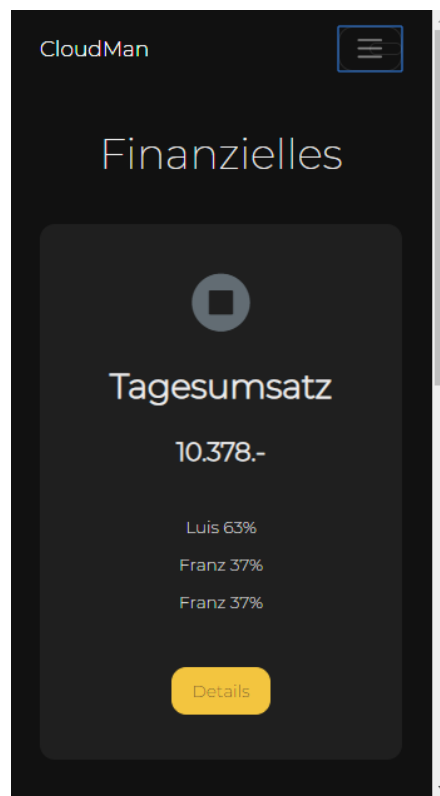 CloudMan
Finanzielles
Tagesumsatz
10.378.-
Luis 63%
Franz 37%
Franz 37%
Details